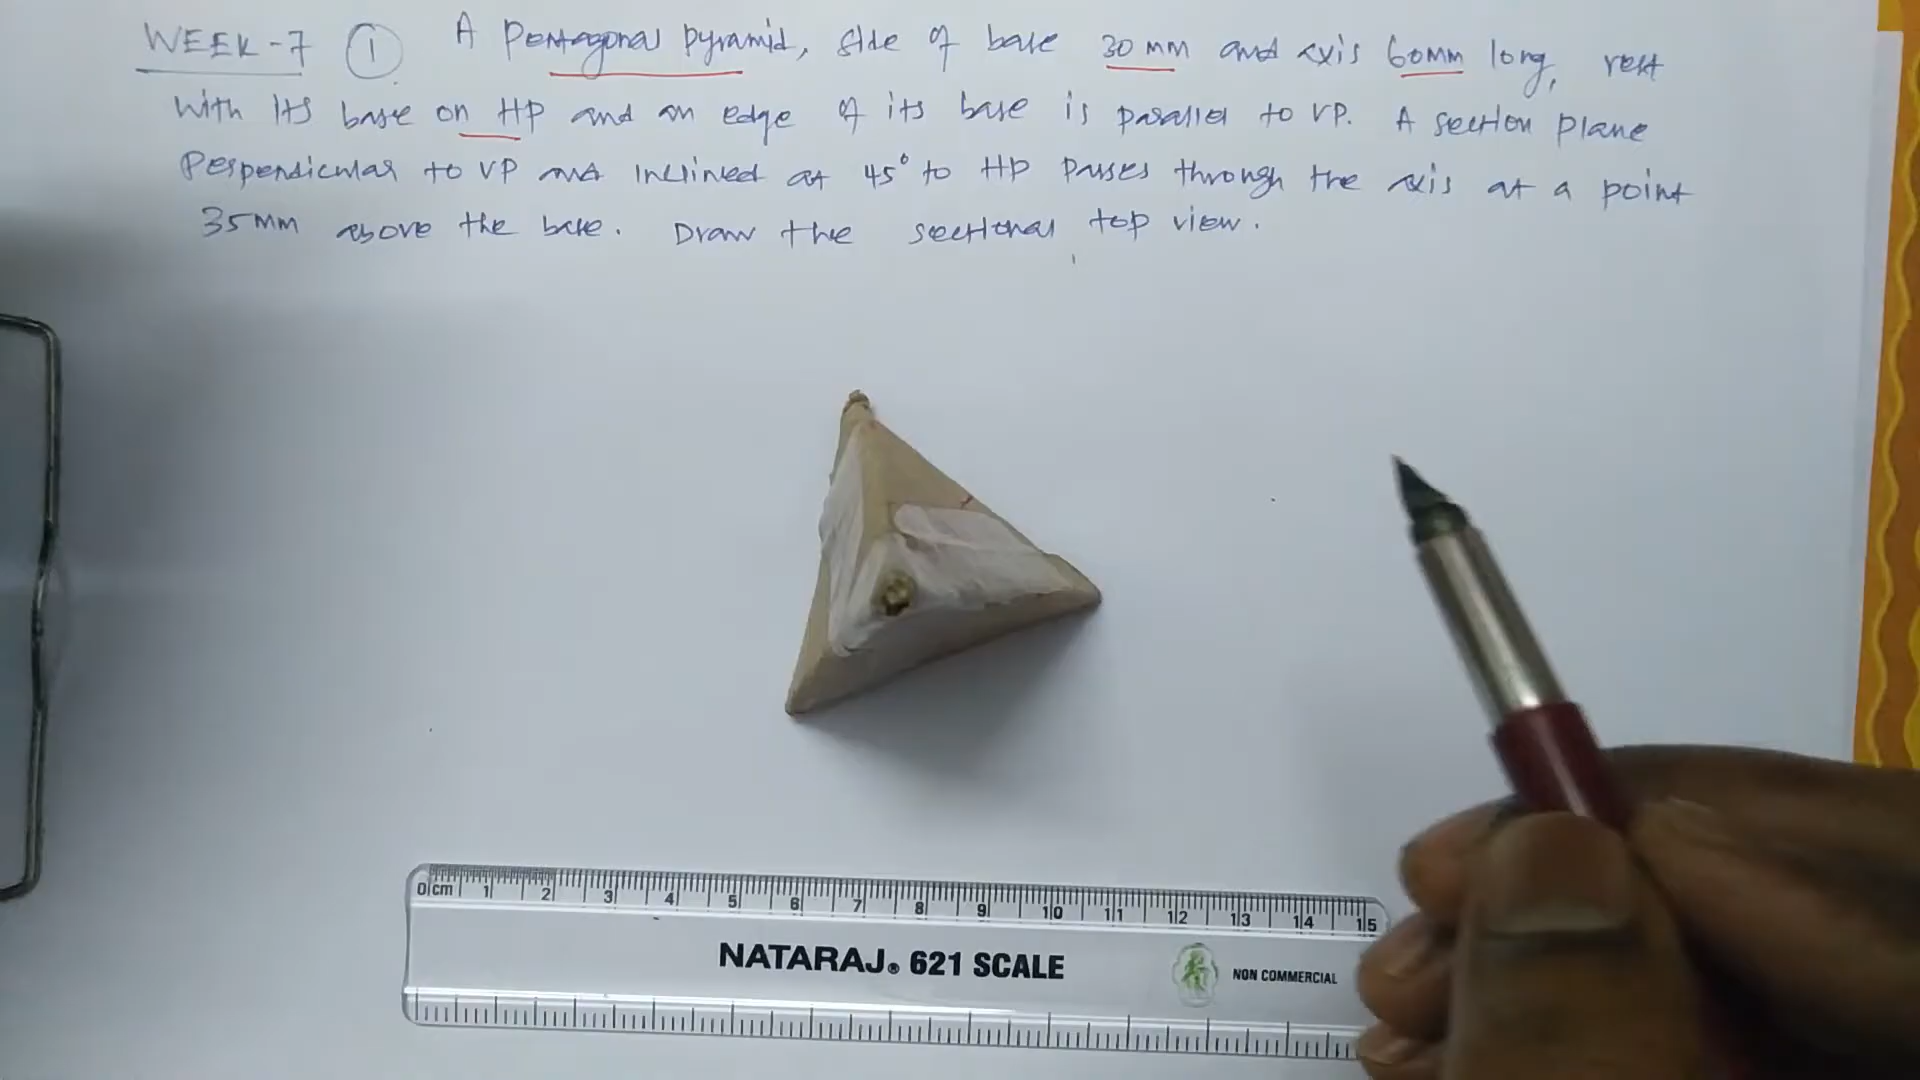 WEEK-7 ① A Pentagonal pyramid, side of base 30 mm and axis 60mm long, rest
with its base on HP and an edge of its base is parallel to VP. A section plane
Perpendicular to VP and inclined at 45° to HP passes through the axis at a point
35mm above the base. Draw the sectional top view.
0 cm 1 2 3 4 5 6 7 8 9 10 11 12 13 14 15
NATARAJ® 621 SCALE NON COMMERCIAL